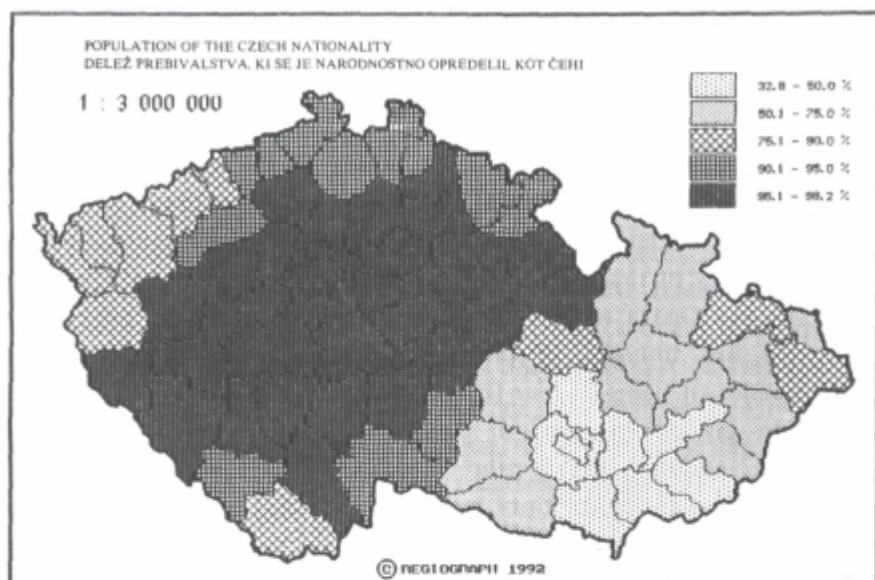 POPULATION OF THE CZECH NATIONALITY
DELEŽ PREBIVALSTVA, KI SE JE NARODNOSTNO OPREDELIL KOT ČEHI
1 : 3 000 000
32.8 - 50.0 %
50.1 - 75.0 %
75.1 - 90.0 %
90.1 - 95.0 %
95.1 - 98.2 %
© REGIOGRAPH 1992